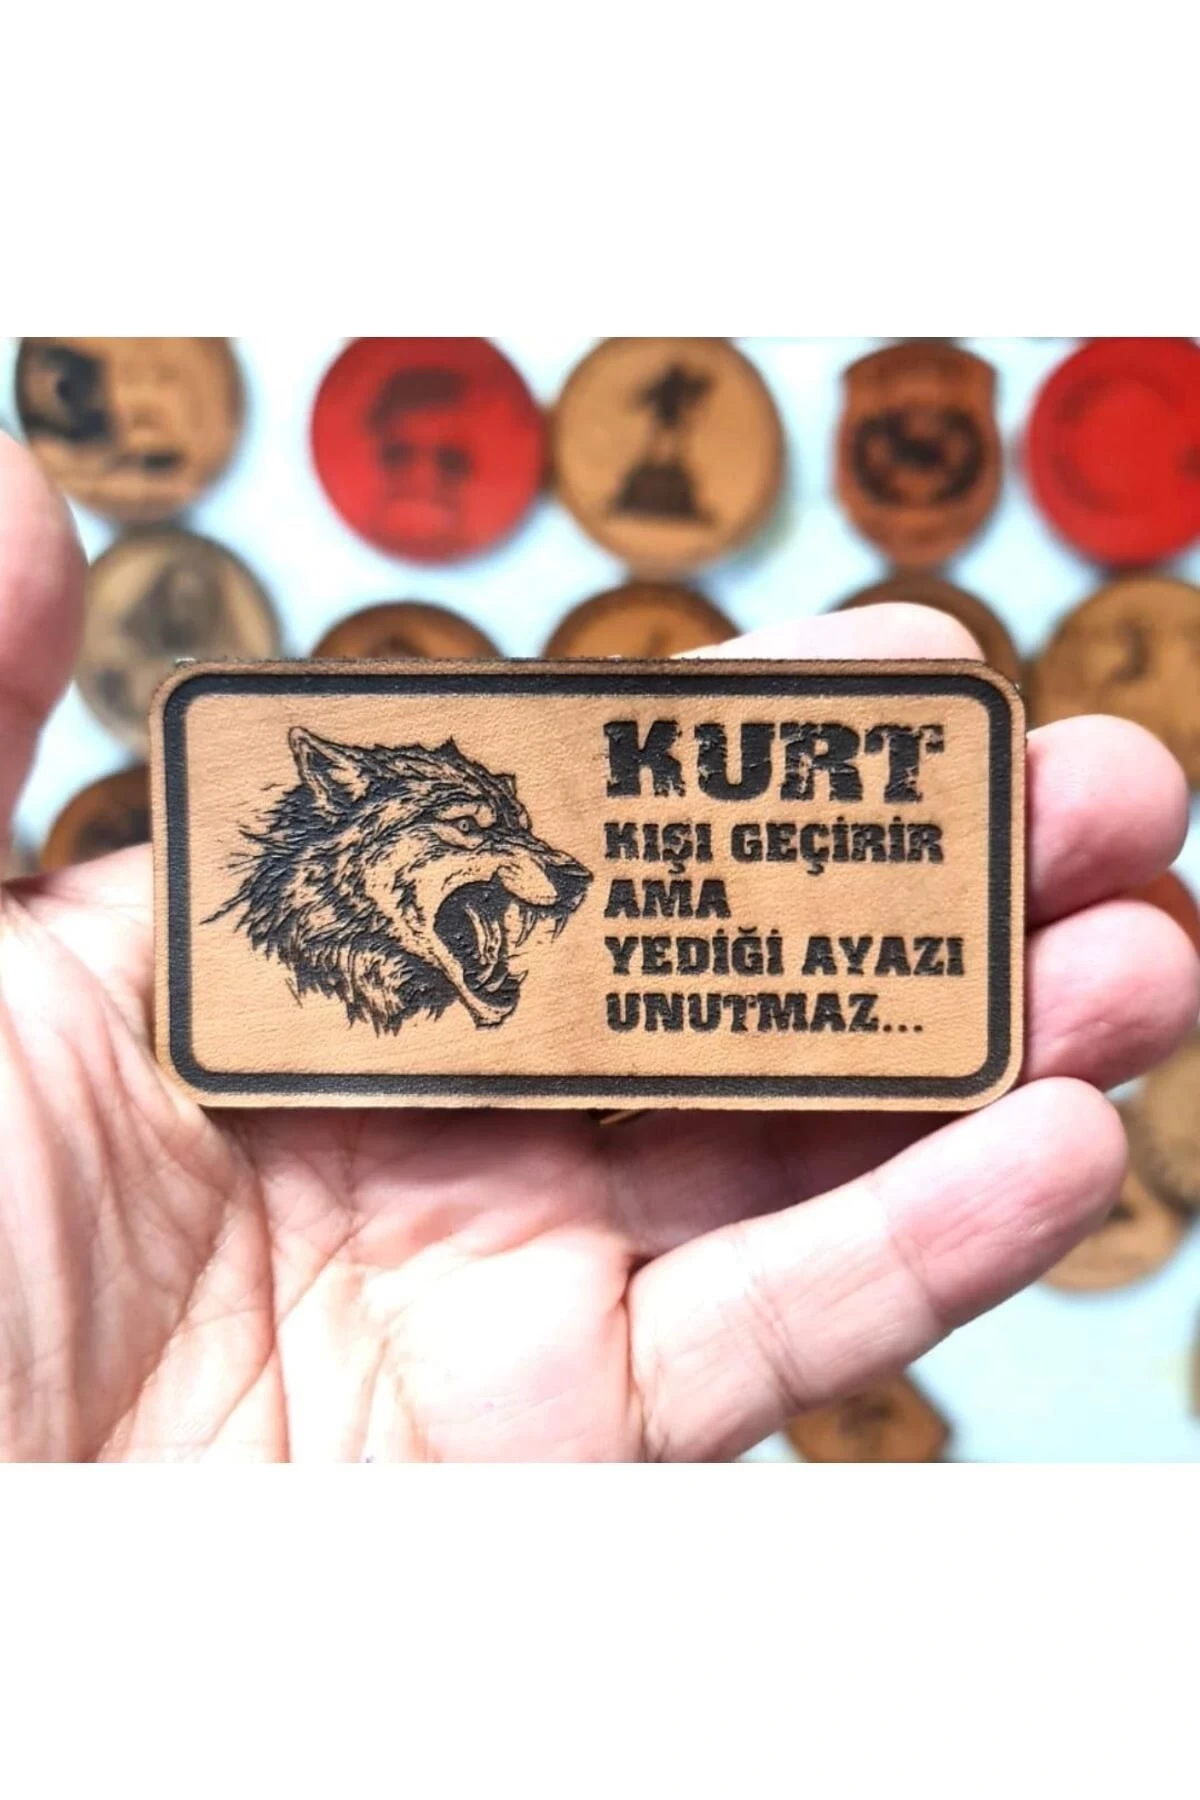 KURT
KIŞI GEÇİRİR
AMA
YEDİĞİ AYAZI
UNUTMAZ...